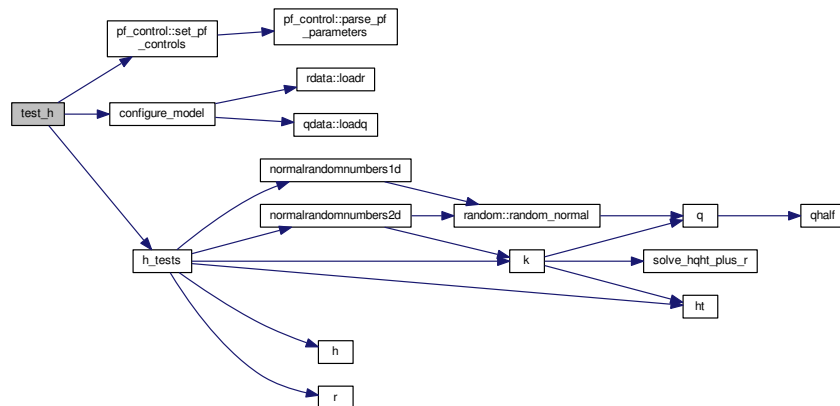 test_h
pf_control::set_pf
_controls
pf_control::parse_pf
_parameters
configure_model
rdata::loadr
qdata::loadq
h_tests
normalrandomnumbers1d
normalrandomnumbers2d
random::random_normal
q
qhalf
k
solve_hqht_plus_r
ht
h
r